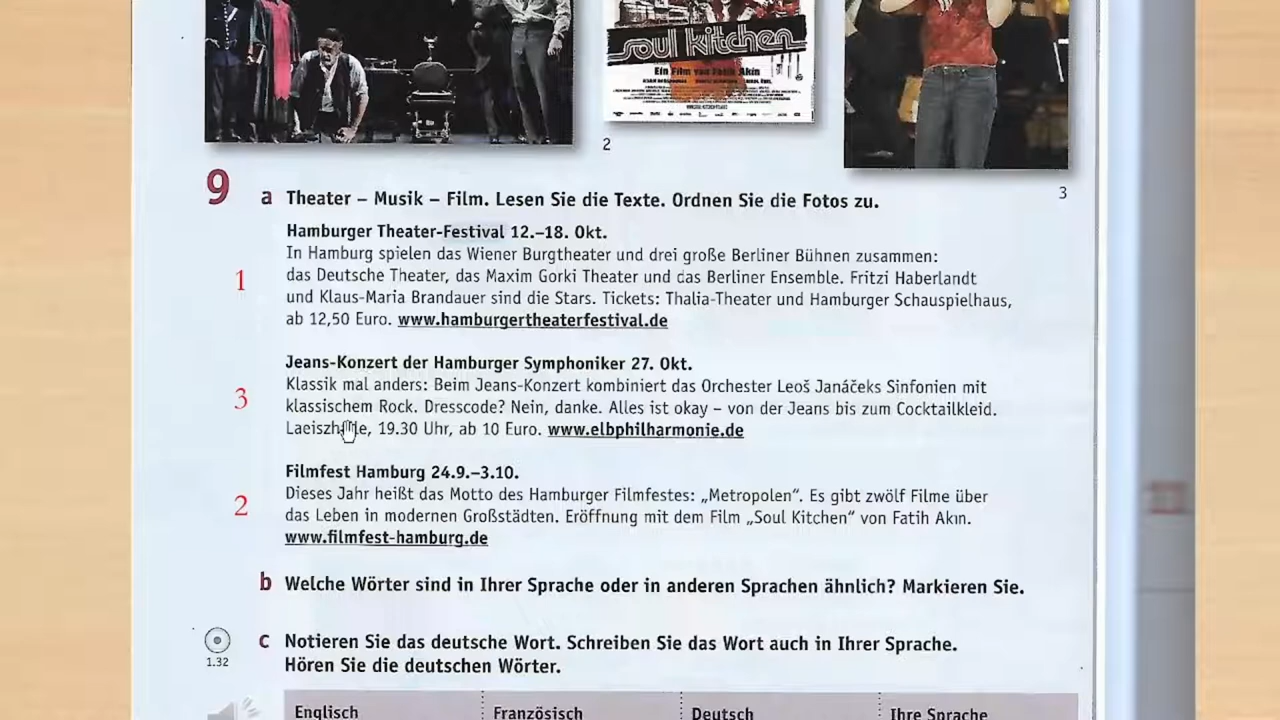 soul kitchen
Ein Film von Fatih Akin
2
3
9 a Theater – Musik – Film. Lesen Sie die Texte. Ordnen Sie die Fotos zu.
Hamburger Theater-Festival 12.–18. Okt.
In Hamburg spielen das Wiener Burgtheater und drei große Berliner Bühnen zusammen:
1 das Deutsche Theater, das Maxim Gorki Theater und das Berliner Ensemble. Fritzi Haberlandt
und Klaus-Maria Brandauer sind die Stars. Tickets: Thalia-Theater und Hamburger Schauspielhaus,
ab 12,50 Euro. www.hamburgertheaterfestival.de
Jeans-Konzert der Hamburger Symphoniker 27. Okt.
Klassik mal anders: Beim Jeans-Konzert kombiniert das Orchester Leoš Janáčeks Sinfonien mit
3 klassischem Rock. Dresscode? Nein, danke. Alles ist okay – von der Jeans bis zum Cocktailkleid.
19.30 Uhr, ab 10 Euro. www.elbphilharmonie.de
Filmfest Hamburg 24.9.–3.10.
Dieses Jahr heißt das Motto des Hamburger Filmfestes: „Metropolen“. Es gibt zwölf Filme über
2 das Leben in modernen Großstädten. Eröffnung mit dem Film „Soul Kitchen“ von Fatih Akın.
www.filmfest-hamburg.de
b Welche Wörter sind in Ihrer Sprache oder in anderen Sprachen ähnlich? Markieren Sie.
c Notieren Sie das deutsche Wort. Schreiben Sie das Wort auch in Ihrer Sprache.
1.32 Hören Sie die deutschen Wörter.
Englisch Französisch Deutsch Ihre Sprache